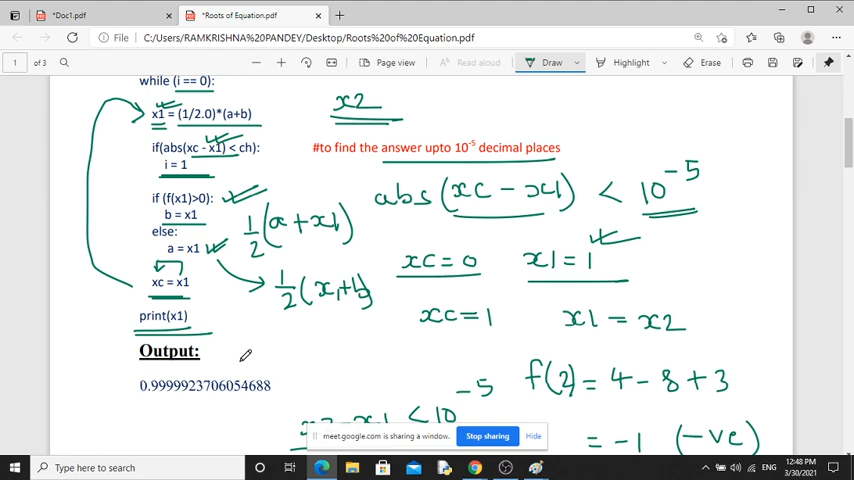 *Doc1.pdf
*Roots of Equation.pdf
File
C:/Users/RAMKRISHNA%20PANDEY/Desktop/Roots%20of%20Equation.pdf
1 of 3
Page view
Read aloud
Draw
Highlight
Erase
while (i == 0):
x2
x1 = (1/2.0)*(a+b)
if(abs(xc - x1) < ch):
#to find the answer upto 10-5 decimal places
i = 1
abs (xc - x1) < 10-5
if (f(x1)>0):
b = x1
1/2 (a + x1)
else:
a = x1
xc = 0 x1 = 1
xc = x1
1/2 (x1+b)
print(x1)
xc = 1 x1 = x2
Output:
f(2) = 4 - 8 + 3
0.9999923706054688
< 10-5
= -1 (-ve)
meet.google.com is sharing a window.
Stop sharing
Hide
Type here to search
ENG
12:48 PM
3/30/2021